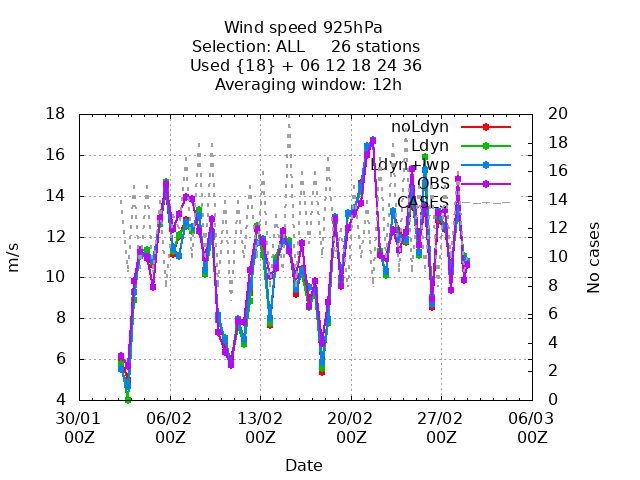 Wind speed 925hPa
Selection: ALL 26 stations
Used {18} + 06 12 18 24 36
Averaging window: 12h
18 20
noLdyn
18
Ldyn
16
Ldyn+lwp
16
OBS
14 14
CASES
12 12
m/s
No cases
10
10
8
8
6
6
4
2
4 0
30/01 06/02 13/02 20/02 27/02 06/03
00Z 00Z 00Z 00Z 00Z 00Z
Date